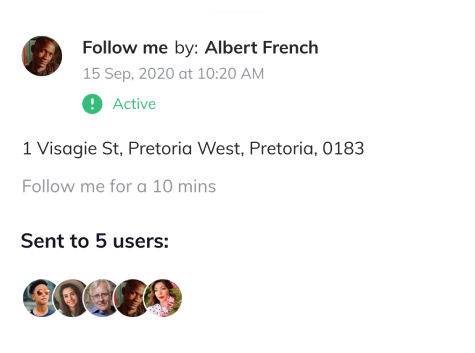 Follow me by: Albert French
15 Sep, 2020 at 10:20 AM
Active
1 Visagie St, Pretoria West, Pretoria, 0183
Follow me for a 10 mins
Sent to 5 users: